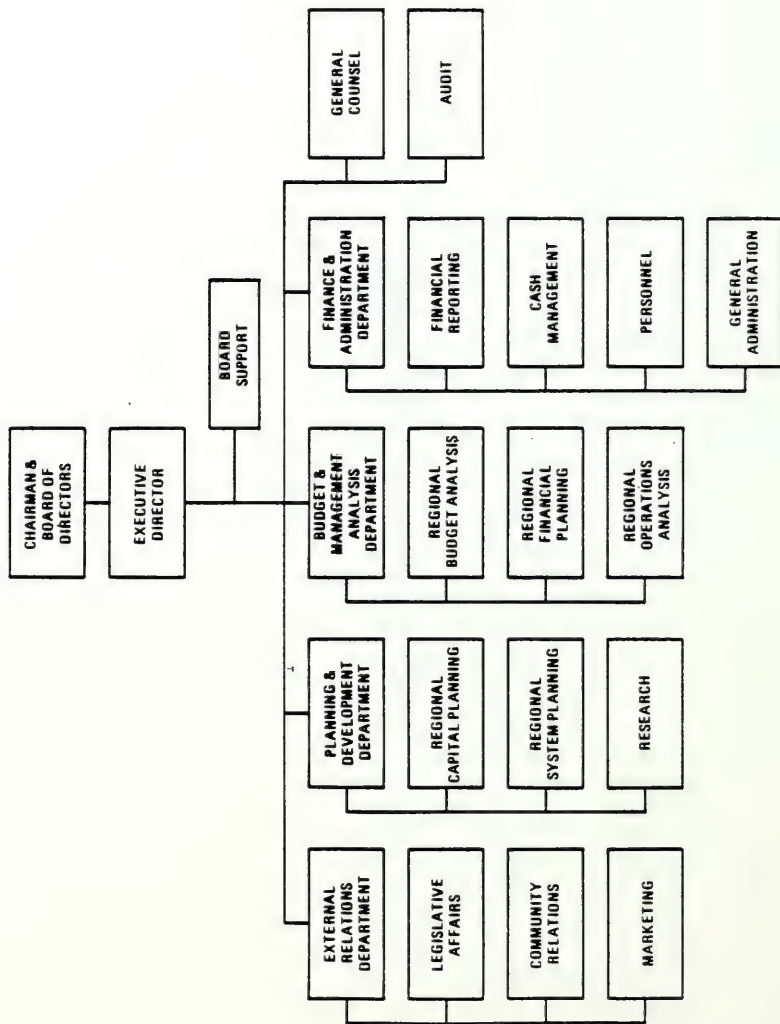 CHAIRMAN &
BOARD OF
DIRECTORS
EXECUTIVE
DIRECTOR
BOARD
SUPPORT
EXTERNAL
RELATIONS
DEPARTMENT
LEGISLATIVE
AFFAIRS
COMMUNITY
RELATIONS
MARKETING
PLANNING &
DEVELOPMENT
DEPARTMENT
REGIONAL
CAPITAL PLANNING
REGIONAL
SYSTEM PLANNING
RESEARCH
BUDGET &
MANAGEMENT
ANALYSIS
DEPARTMENT
REGIONAL
BUDGET ANALYSIS
REGIONAL
FINANCIAL
PLANNING
REGIONAL
OPERATIONS
ANALYSIS
FINANCE &
ADMINISTRATION
DEPARTMENT
FINANCIAL
REPORTING
CASH
MANAGEMENT
PERSONNEL
GENERAL
ADMINISTRATION
GENERAL
COUNSEL
AUDIT